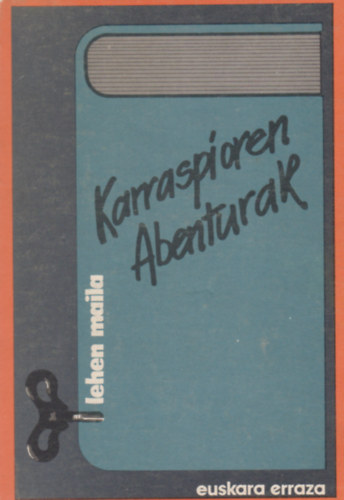 Karraspioren
Abenturak
lehen maila
euskara erraza